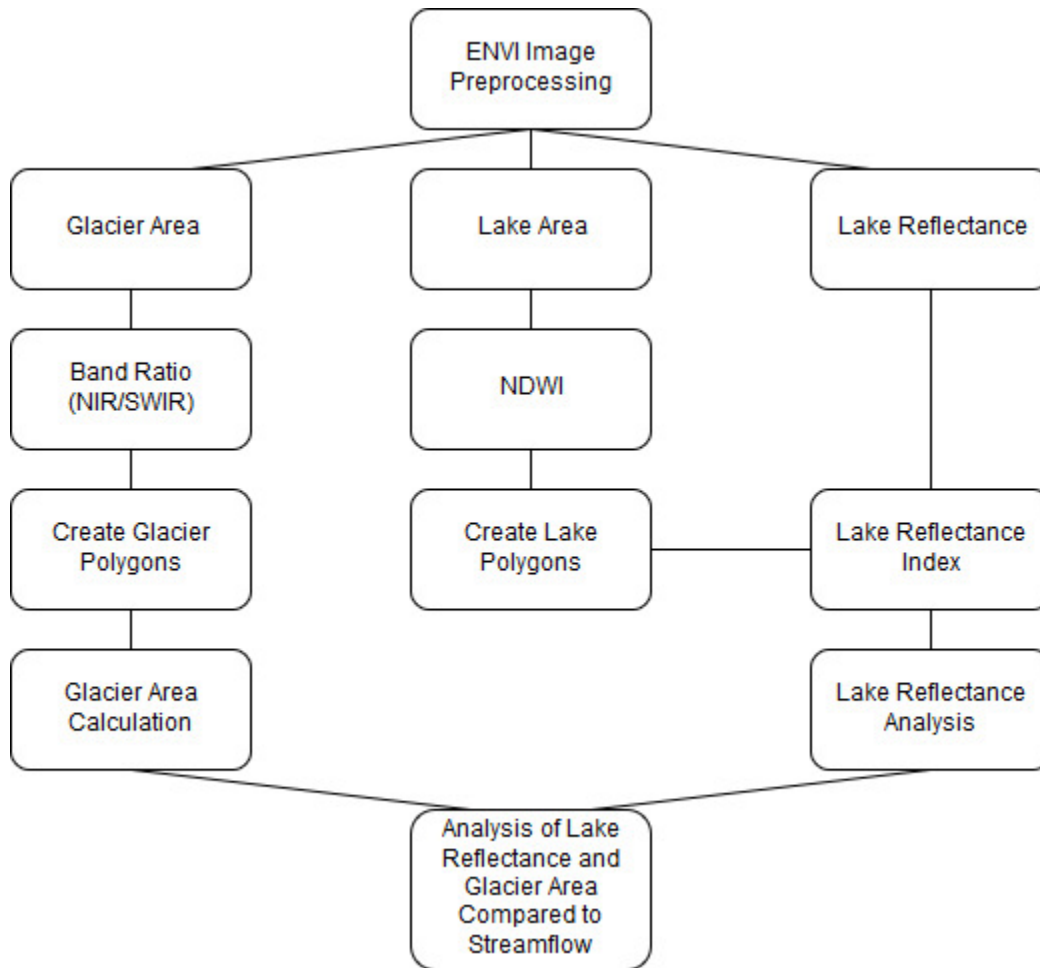 ENVI Image
Preprocessing
Glacier Area
Lake Area
Lake Reflectance
Band Ratio
(NIR/SWIR)
NDWI
Create Glacier
Polygons
Create Lake
Polygons
Lake Reflectance
Index
Glacier Area
Calculation
Lake Reflectance
Analysis
Analysis of Lake
Reflectance and
Glacier Area
Compared to
Streamflow